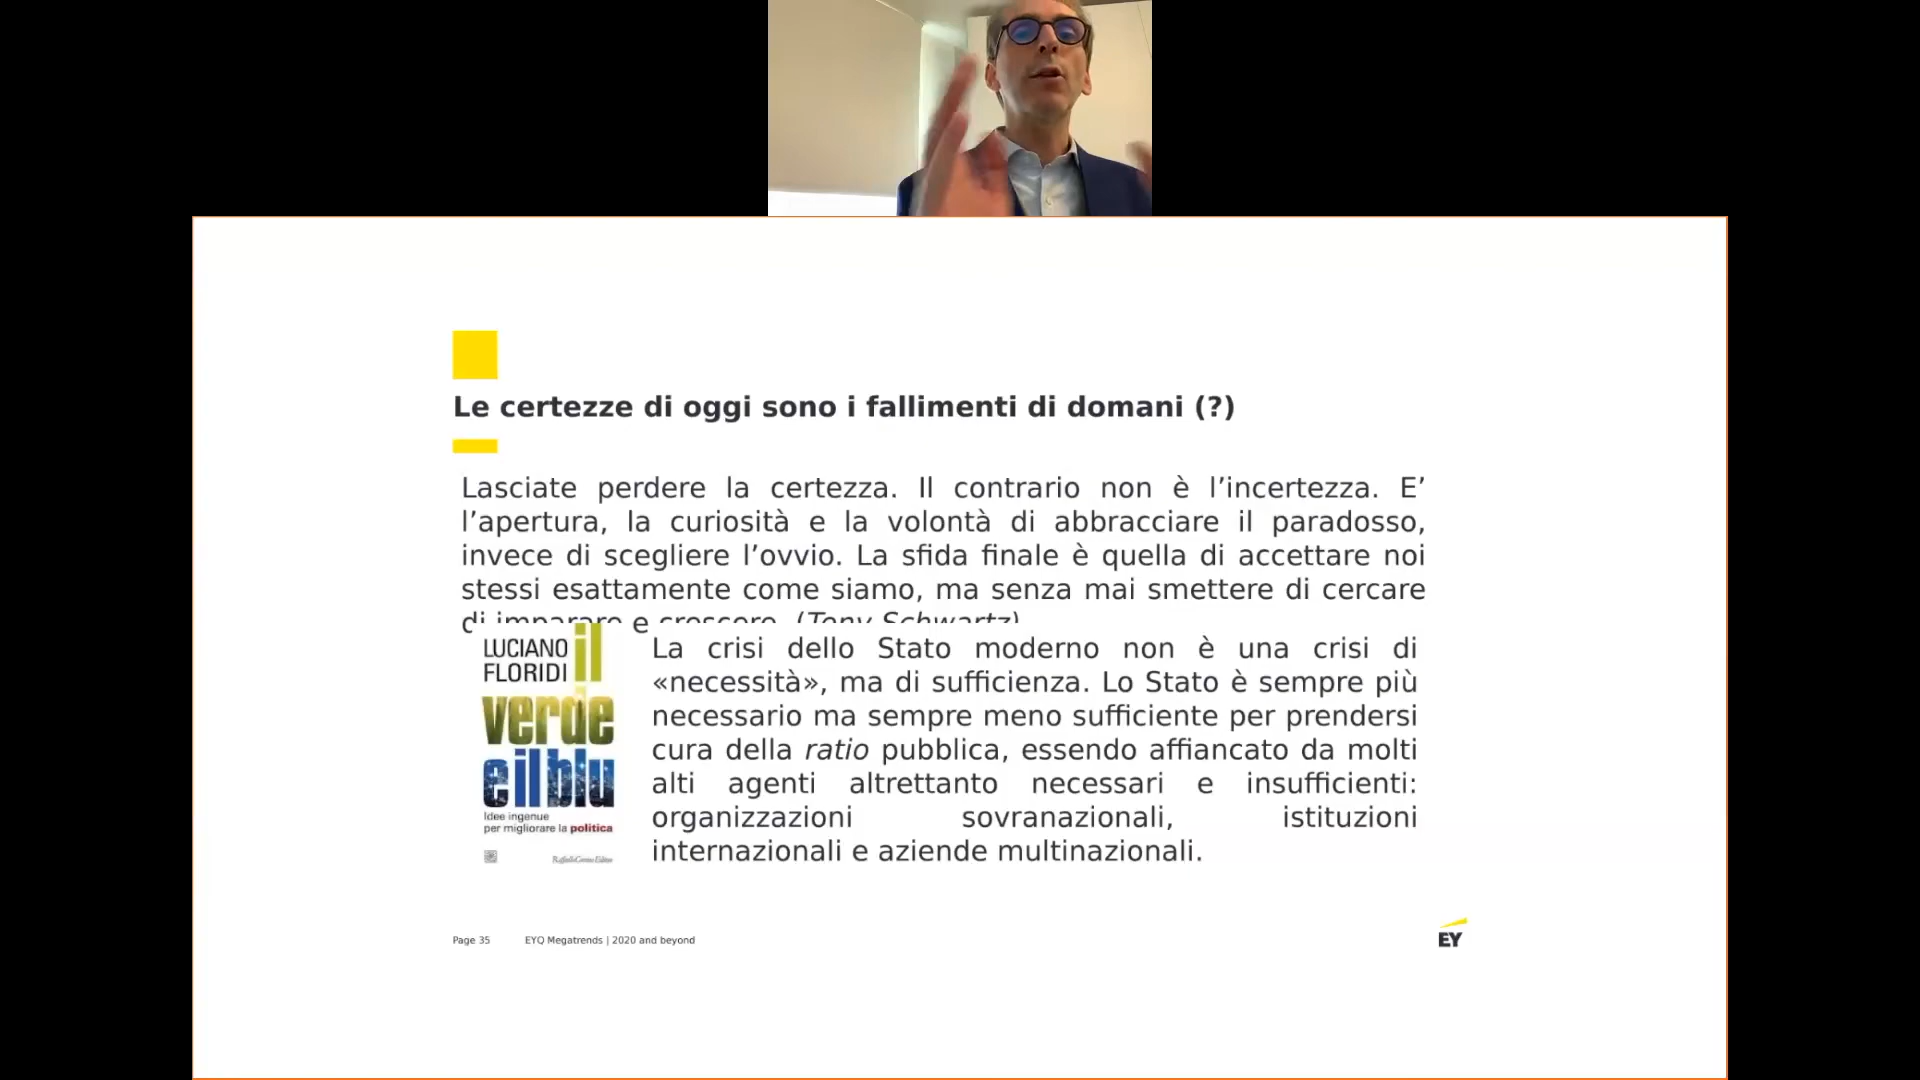 Le certezze di oggi sono i fallimenti di domani (?)
Lasciate perdere la certezza. Il contrario non è l’incertezza. E’
l’apertura, la curiosità e la volontà di abbracciare il paradosso,
invece di scegliere l’ovvio. La sfida finale è quella di accettare noi
stessi esattamente come siamo, ma senza mai smettere di cercare
di imparare e crescere. (Tony Schwartz)
LUCIANO
FLORIDI
il
verde
e il blu
Idee ingenue
per migliorare la politica
Raffaello Cortina Editore
La crisi dello Stato moderno non è una crisi di
«necessità», ma di sufficienza. Lo Stato è sempre più
necessario ma sempre meno sufficiente per prendersi
cura della ratio pubblica, essendo affiancato da molti
alti agenti altrettanto necessari e insufficienti:
organizzazioni sovranazionali, istituzioni
internazionali e aziende multinazionali.
Page 35 EYQ Megatrends | 2020 and beyond
EY